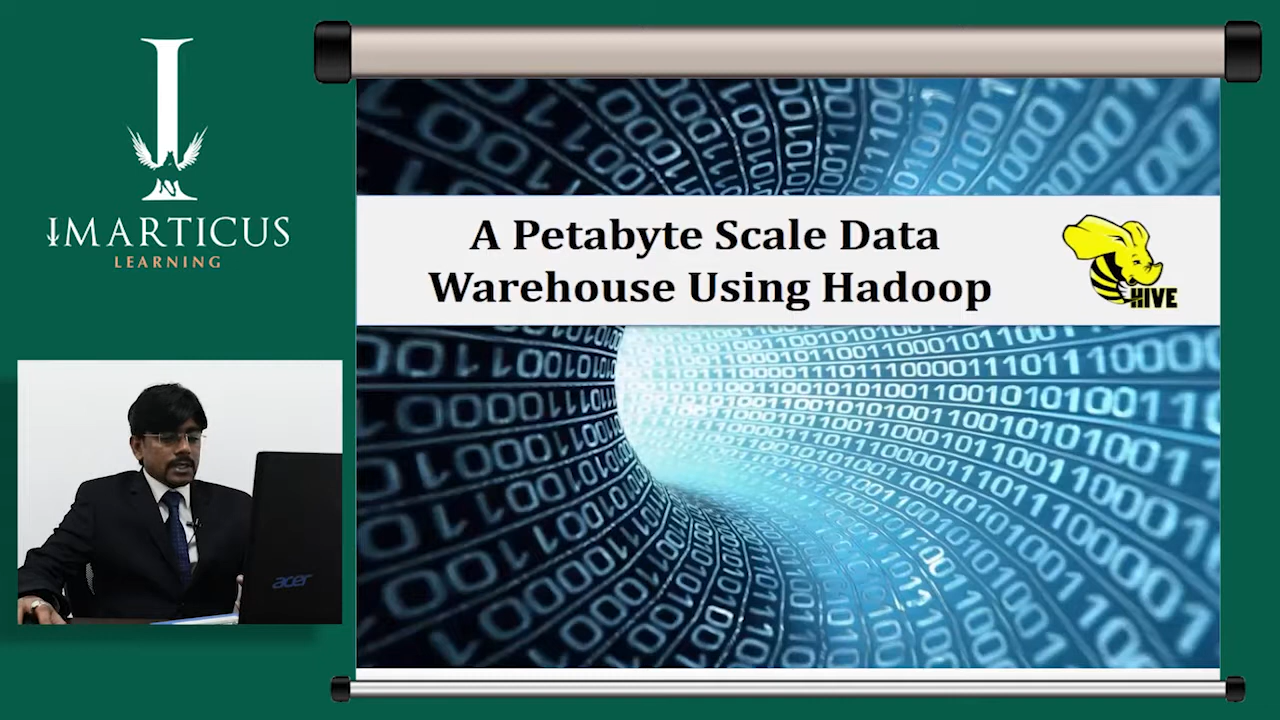 IMARTICUS
LEARNING
A Petabyte Scale Data
Warehouse Using Hadoop
HIVE
acer